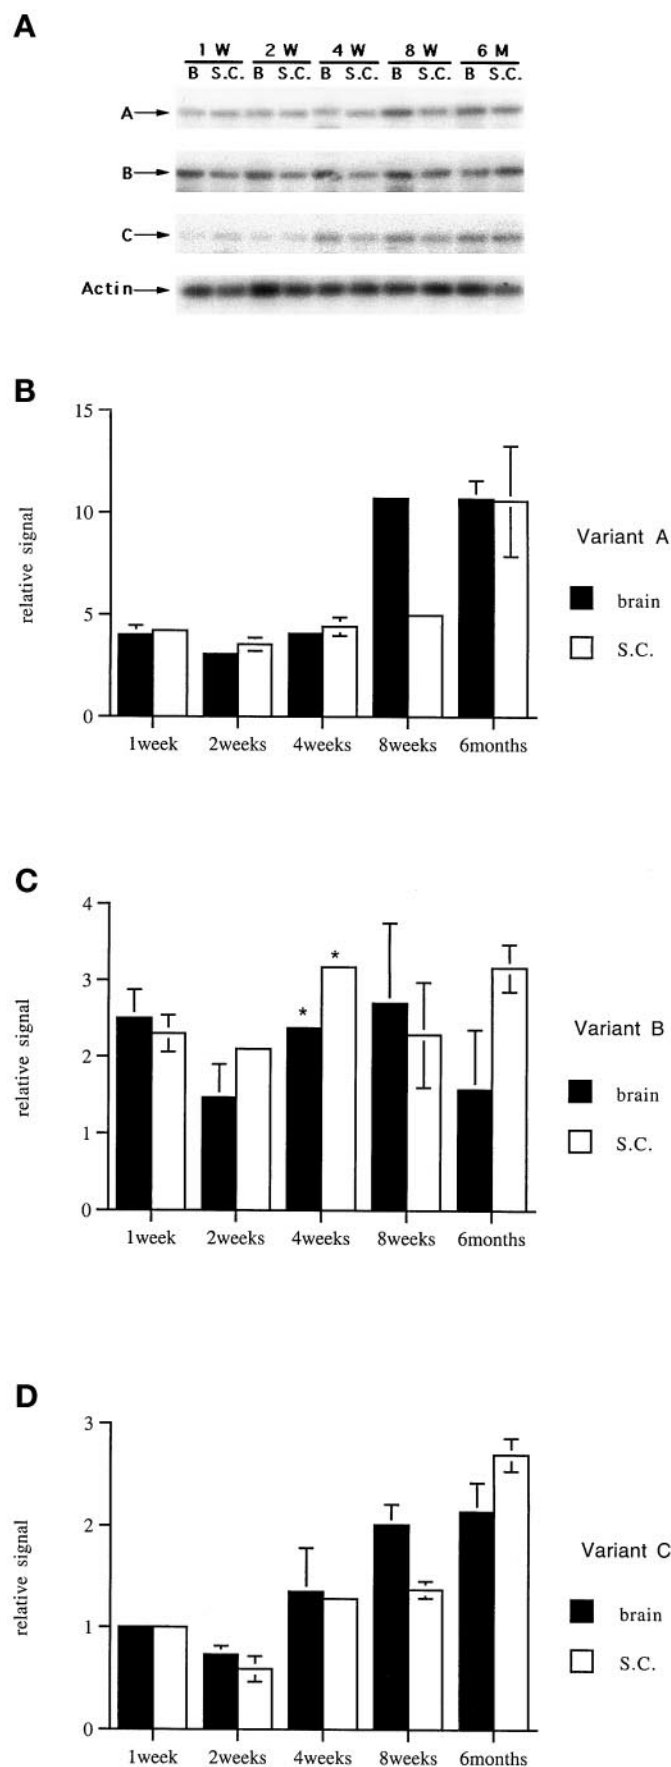 A
1 W 2 W 4 W 8 W 6 M
B S.C. B S.C. B S.C. B S.C. B S.C.
A
B
C
Actin
B
15
10
5
0
relative signal
1week 2weeks 4weeks 8weeks 6months
Variant A
brain
S.C.
C
4
3
2
1
0
relative signal
* *
1week 2weeks 4weeks 8weeks 6months
Variant B
brain
S.C.
D
3
2
1
0
relative signal
1week 2weeks 4weeks 8weeks 6months
Variant C
brain
S.C.